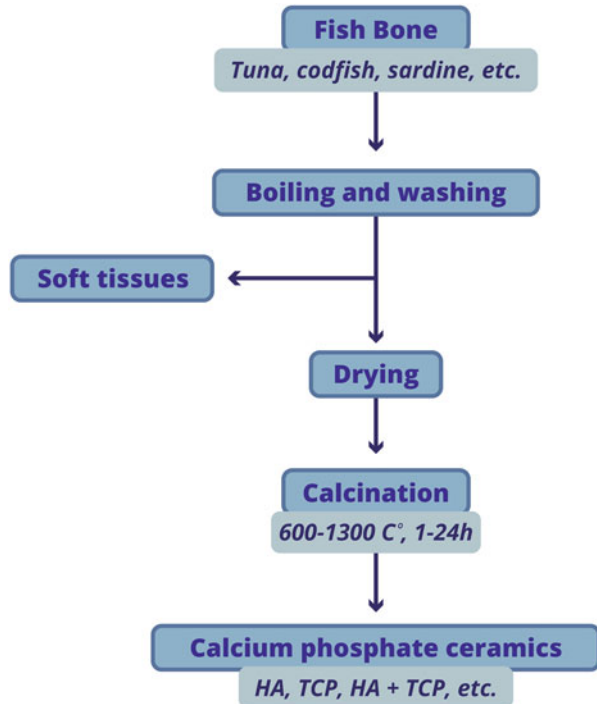 Fish Bone
Tuna, codfish, sardine, etc.
Boiling and washing
Soft tissues
Drying
Calcination
600-1300 C°, 1-24h
Calcium phosphate ceramics
HA, TCP, HA + TCP, etc.